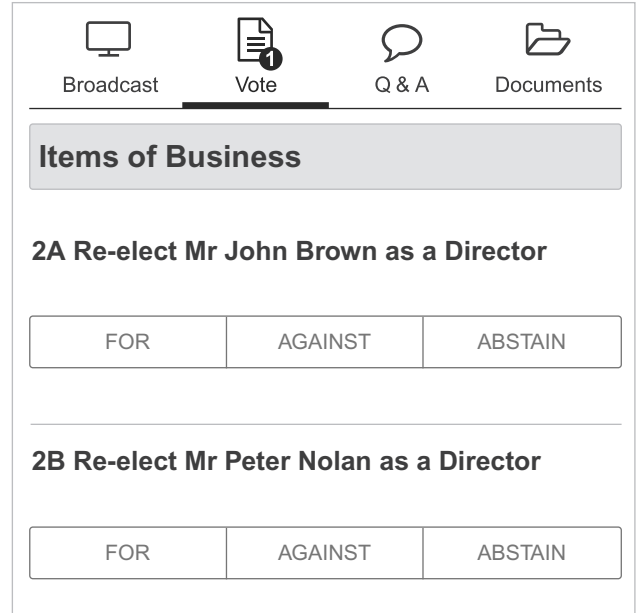 1
Broadcast Vote Q & A Documents
Items of Business
2A Re-elect Mr John Brown as a Director
FOR AGAINST ABSTAIN
2B Re-elect Mr Peter Nolan as a Director
FOR AGAINST ABSTAIN